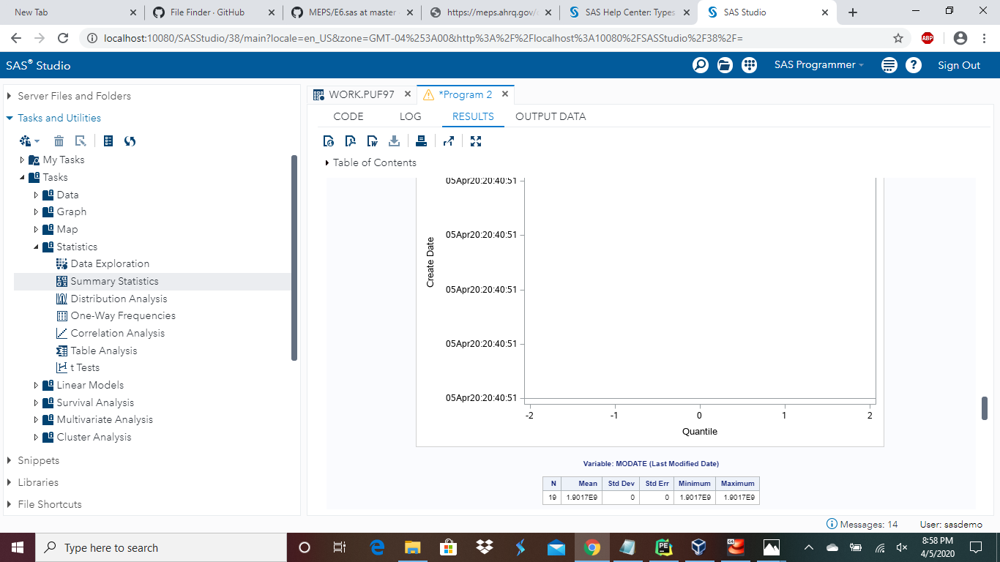 New Tab
File Finder · GitHub
MEPS/E6.sas at master
https://meps.ahrq.gov/
SAS Help Center: Types
SAS Studio
localhost:10080/SASStudio/38/main?locale=en_US&zone=GMT-04%253A00&http%3A%2F%2Flocalhost%3A10080%2FSASStudio%2F38%2F=
ABP
SAS® Studio
SAS Programmer
Sign Out
Server Files and Folders
Tasks and Utilities
My Tasks
Tasks
Data
Graph
Map
Statistics
Data Exploration
Summary Statistics
Distribution Analysis
One-Way Frequencies
Correlation Analysis
Table Analysis
t Tests
Linear Models
Survival Analysis
Multivariate Analysis
Cluster Analysis
Snippets
Libraries
File Shortcuts
WORK.PUF97
*Program 2
CODE LOG RESULTS OUTPUT DATA
Table of Contents
Create Date
05Apr20:20:40:51
05Apr20:20:40:51
05Apr20:20:40:51
05Apr20:20:40:51
05Apr20:20:40:51
-2 -1 0 1 2
Quantile
Variable: MODATE (Last Modified Date)
N Mean Std Dev Std Err Minimum Maximum
19 1.9017E9 0 0 1.9017E9 1.9017E9
Messages: 14
User: sasdemo
Type here to search
8:58 PM
4/5/2020